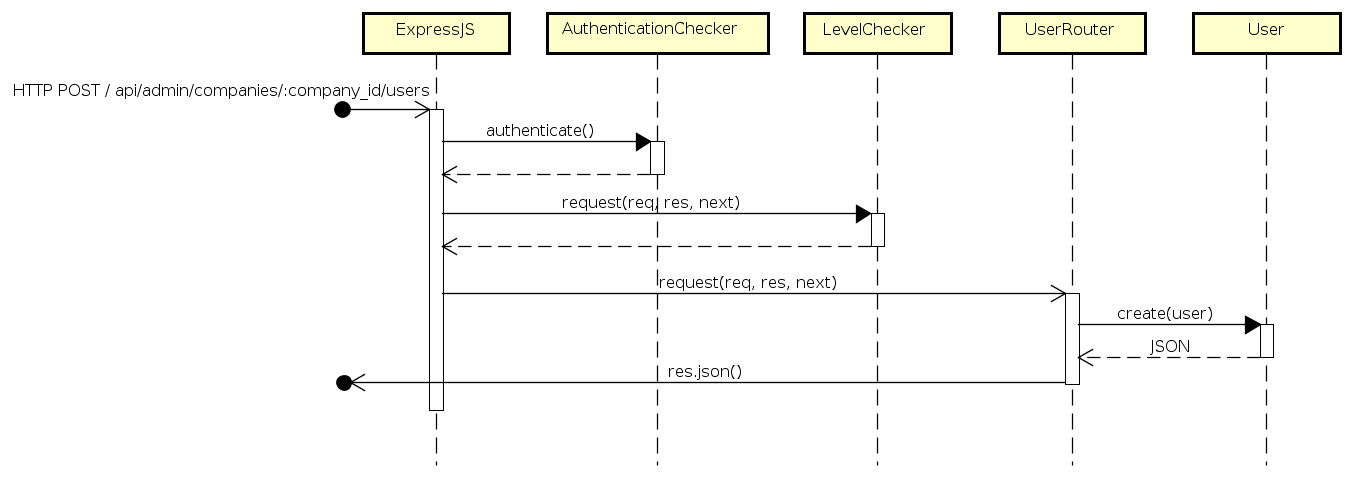 ExpressJS
AuthenticationChecker
LevelChecker
UserRouter
User
HTTP POST / api/admin/companies/:company_id/users
authenticate()
request(req, res, next)
request(req, res, next)
create(user)
JSON
res.json()